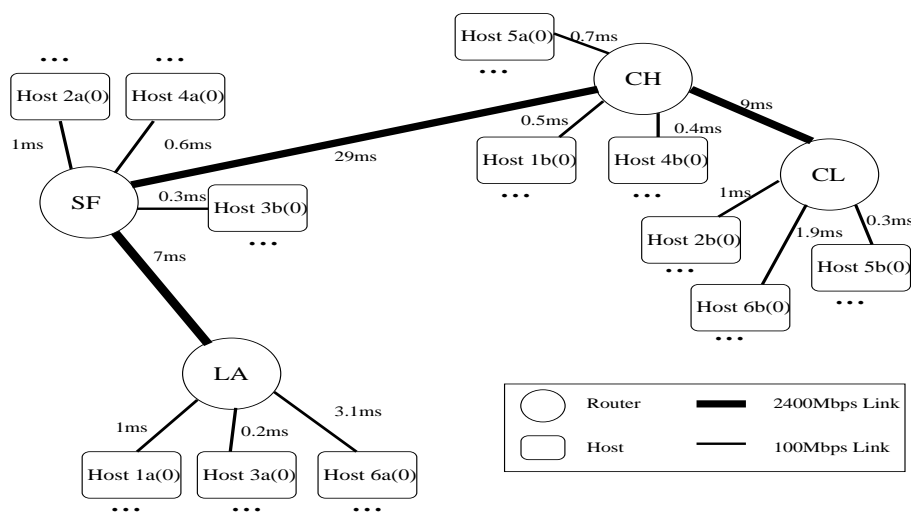 Host 5a(0)
0.7ms
•••
CH
•••
•••
Host 2a(0)
Host 4a(0)
1ms
0.6ms
29ms
0.5ms
0.4ms
9ms
Host 1b(0)
Host 4b(0)
•••
•••
CL
SF
0.3ms
Host 3b(0)
•••
1ms
1.9ms
0.3ms
Host 2b(0)
•••
Host 5b(0)
•••
Host 6b(0)
•••
7ms
LA
1ms
0.2ms
3.1ms
Host 1a(0)
Host 3a(0)
Host 6a(0)
•••
•••
•••
Router
2400Mbps Link
Host
100Mbps Link